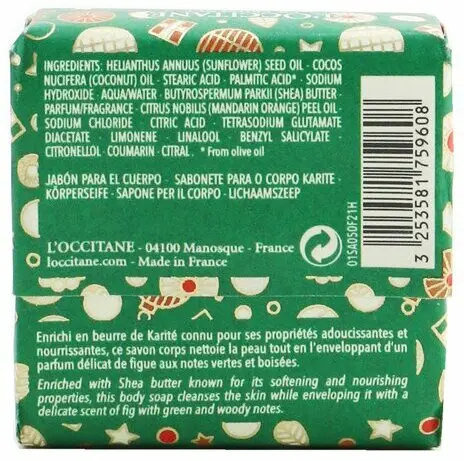 L'OCCITANE
INGREDIENTS: HELIANTHUS ANNUUS (SUNFLOWER) SEED OIL · COCOS
NUCIFERA (COCONUT) OIL · STEARIC ACID · PALMITIC ACID* · SODIUM
HYDROXIDE · AQUA/WATER · BUTYROSPERMUM PARKII (SHEA) BUTTER ·
PARFUM/FRAGRANCE · CITRUS NOBILIS (MANDARIN ORANGE) PEEL OIL ·
SODIUM CHLORIDE · CITRIC ACID · TETRASODIUM GLUTAMATE
DIACETATE · LIMONENE · LINALOOL · BENZYL SALICYLATE ·
CITRONELLOL · COUMARIN · CITRAL. * From olive oil
JABÓN PARA EL CUERPO · SABONETE PARA O CORPO KARITE ·
KÖRPERSEIFE · SAPONE PER IL CORPO · LICHAAMSZEEP
L'OCCITANE - 04100 Manosque - France
loccitane.com - Made in France
01SA050F21H
3 253581 759608
Enrichi en beurre de Karité connu pour ses propriétés adoucissantes et
nourrissantes, ce savon corps nettoie la peau tout en l'enveloppant d'un
parfum délicat de figue aux notes vertes et boisées.
Enriched with Shea butter known for its softening and nourishing
properties, this body soap cleanses the skin while enveloping it with a
delicate scent of fig with green and woody notes.